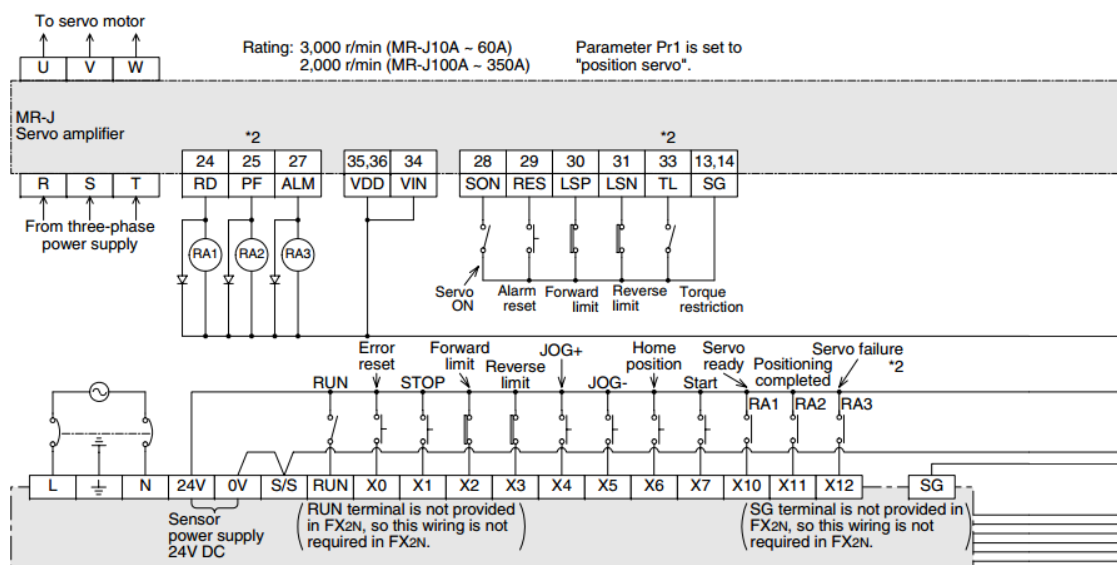 To servo motor
U V W
Rating: 3,000 r/min (MR-J10A ~ 60A)
2,000 r/min (MR-J100A ~ 350A)
Parameter Pr1 is set to
"position servo".
MR-J
Servo amplifier
*2
*2
24 25 27 35,36 34 28 29 30 31 33 13,14
R S T RD PF ALM VDD VIN SON RES LSP LSN TL SG
From three-phase
power supply
RA1 RA2 RA3
Servo
ON
Alarm
reset
Forward
limit
Reverse
limit
Torque
restriction
RUN
Error
reset
STOP
Forward
limit
Reverse
limit
JOG+
JOG-
Home
position
Start
Servo
ready
Positioning
completed
Servo failure
*2
RA1 RA2 RA3
L N 24V 0V S/S RUN X0 X1 X2 X3 X4 X5 X6 X7 X10 X11 X12 SG
Sensor
power supply
24V DC
(RUN terminal is not provided
in FX2N, so this wiring is not
required in FX2N.)
(SG terminal is not provided in
FX2N, so this wiring is not
required in FX2N.)